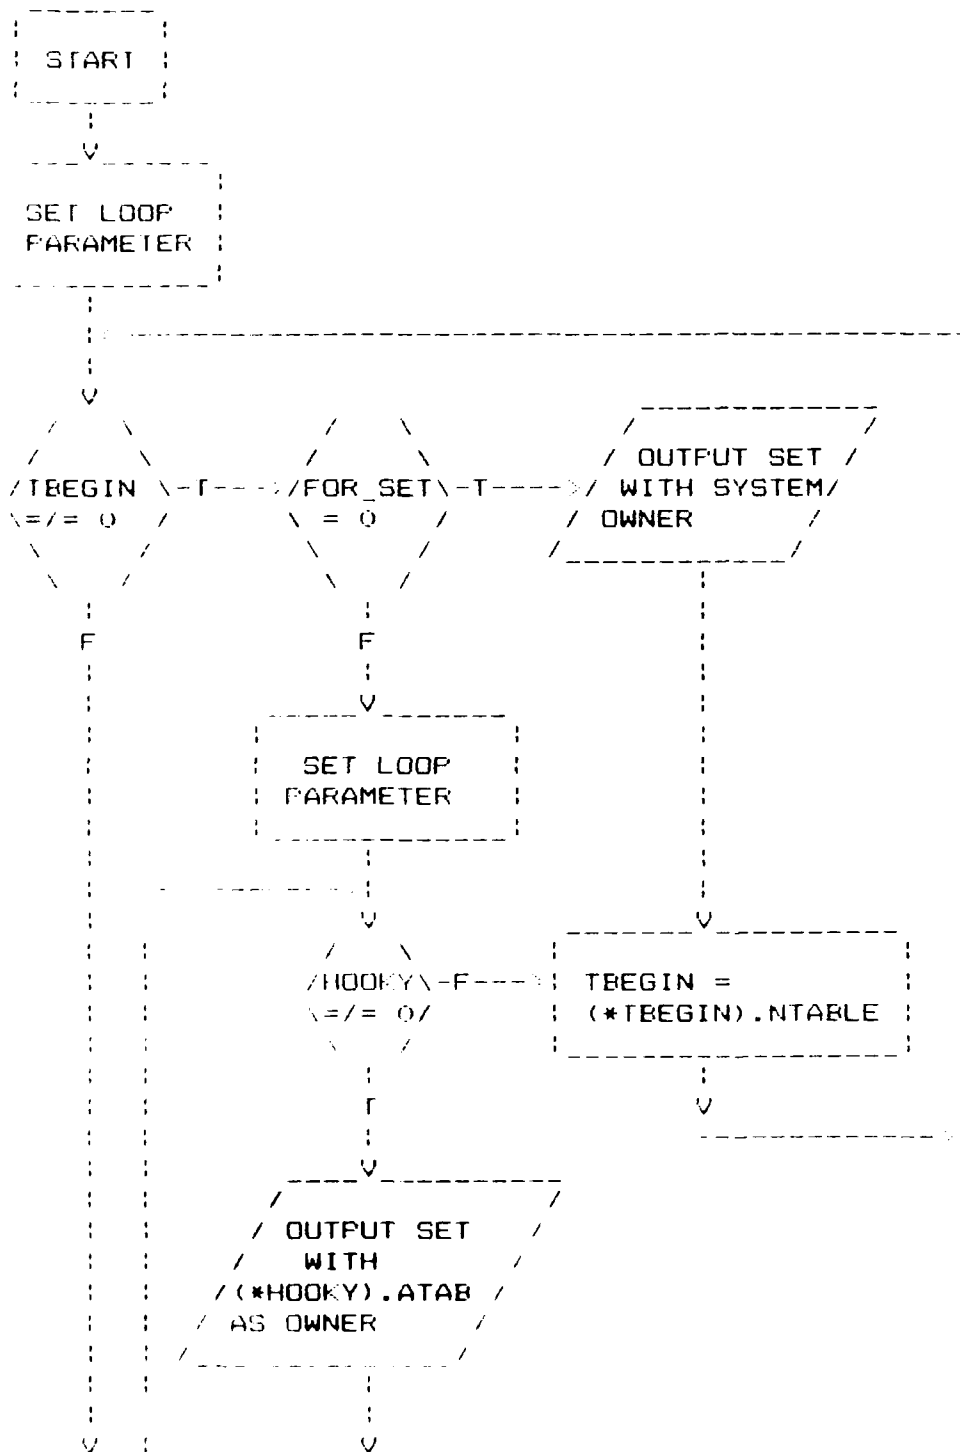 START
SET LOOP
PARAMETER
TBEGIN
=/= 0
T
FOR_SET
= 0
T
OUTPUT SET
WITH SYSTEM
OWNER
F
F
SET LOOP
PARAMETER
HOOKY
=/= 0
F
TBEGIN =
(*TBEGIN).NTABLE
T
OUTPUT SET
WITH
(*HOOKY).ATAB
AS OWNER